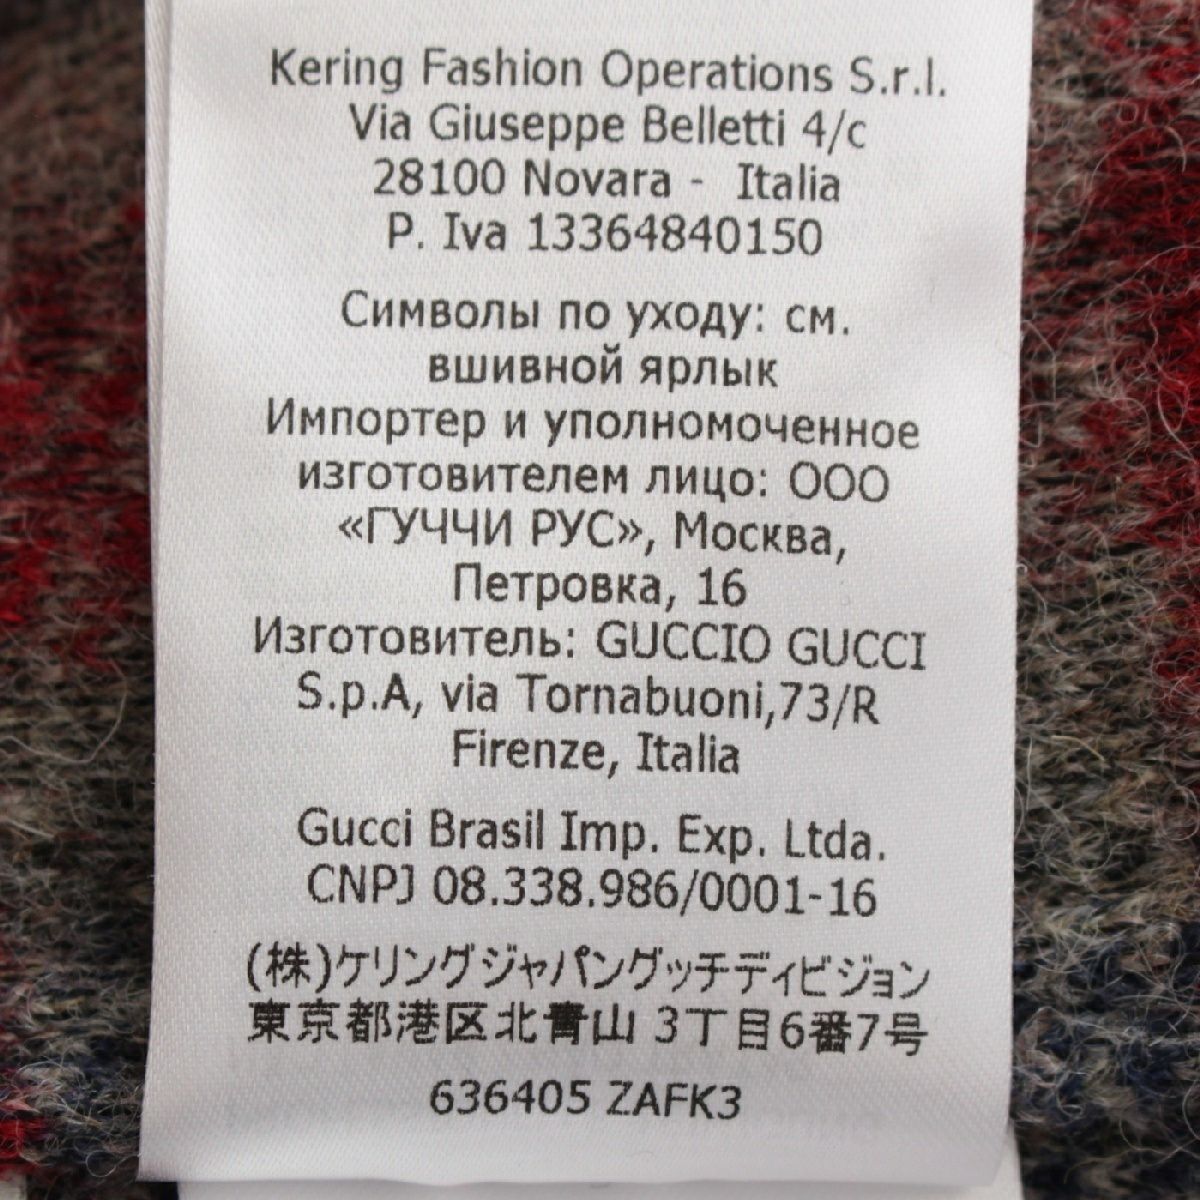 Kering Fashion Operations S.r.l.
Via Giuseppe Belletti 4/c
28100 Novara - Italia
P. Iva 13364840150
Символы по уходу: см.
вшивной ярлык
Импортер и уполномоченное
изготовителем лицо: ООО
«ГУЧЧИ РУС», Москва,
Петровка, 16
Изготовитель: GUCCIO GUCCI
S.p.A, via Tornabuoni,73/R
Firenze, Italia
Gucci Brasil Imp. Exp. Ltda.
CNPJ 08.338.986/0001-16
(株)ケリングジャパングッチディビジョン
東京都港区北青山 3丁目6番7号
636405 ZAFK3